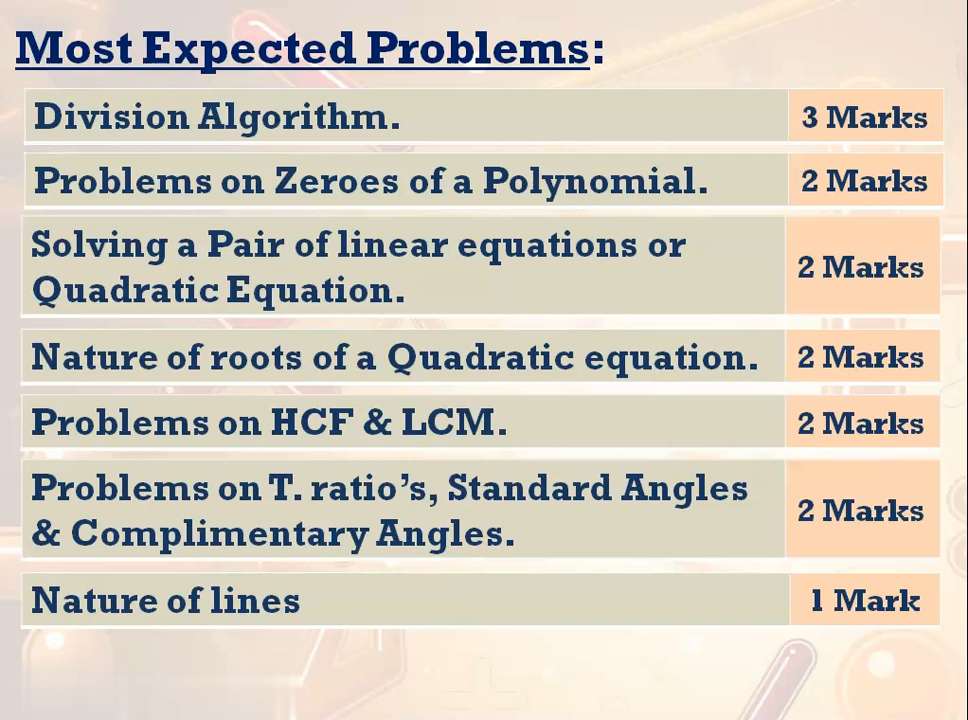 Most Expected Problems:
Division Algorithm.
3 Marks
Problems on Zeroes of a Polynomial.
2 Marks
Solving a Pair of linear equations or
Quadratic Equation.
2 Marks
Nature of roots of a Quadratic equation.
2 Marks
Problems on HCF & LCM.
2 Marks
Problems on T. ratio's, Standard Angles
& Complimentary Angles.
2 Marks
Nature of lines
1 Mark